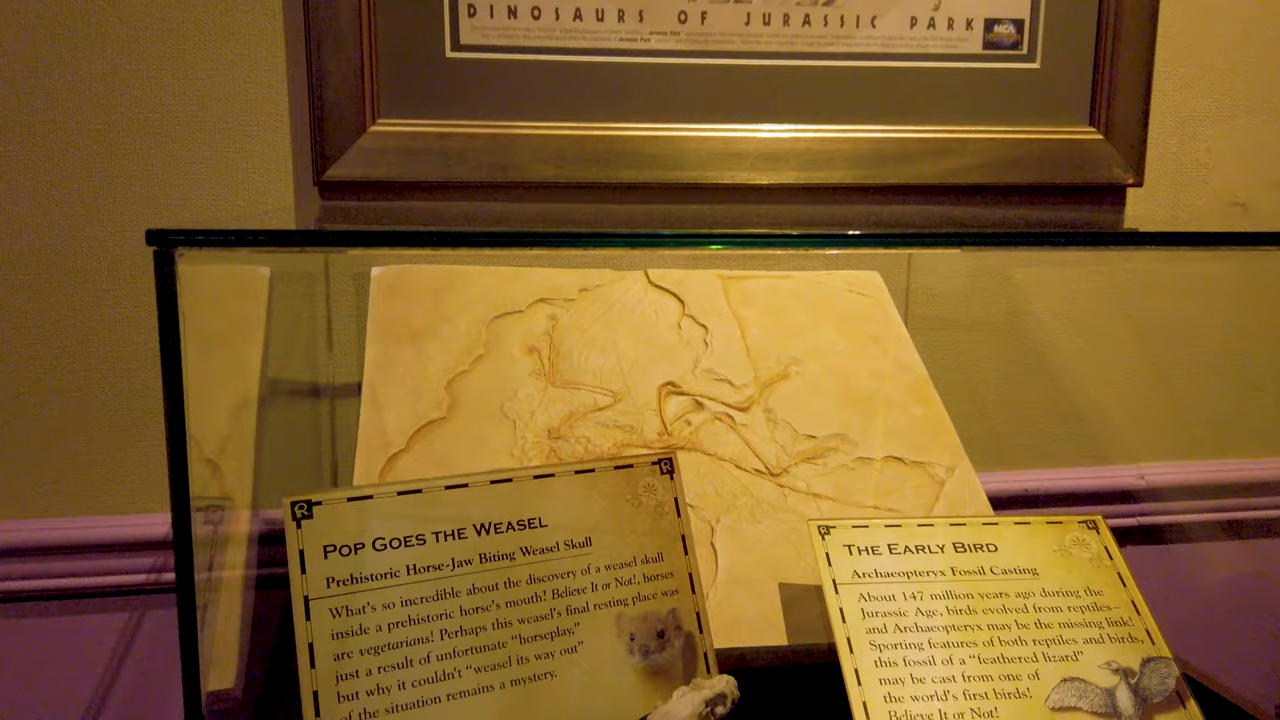 DINOSAURS OF JURASSIC PARK
Jurassic Park
Jurassic Park
MCA
R R
POP GOES THE WEASEL
Prehistoric Horse-Jaw Biting Weasel Skull
What's so incredible about the discovery of a weasel skull
inside a prehistoric horse's mouth? Believe It or Not!, horses
are vegetarians! Perhaps this weasel's final resting place was
just a result of unfortunate "horseplay,"
but why it couldn't "weasel its way out"
of the situation remains a mystery.
R R
THE EARLY BIRD
Archaeopteryx Fossil Casting
About 147 million years ago during the
Jurassic Age, birds evolved from reptiles–
and Archaeopteryx may be the missing link!
Sporting features of both reptiles and birds,
this fossil of a "feathered lizard"
may be cast from one of
the world's first birds!
Believe It or Not!